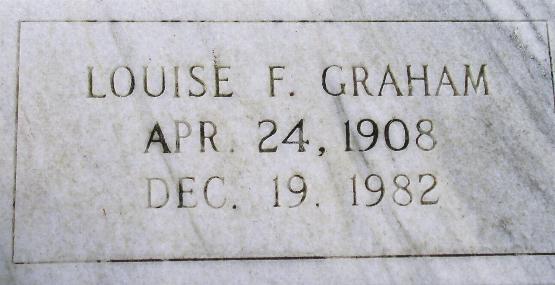 LOUISE F. GRAHAM
APR. 24, 1908
DEC. 19. 1982